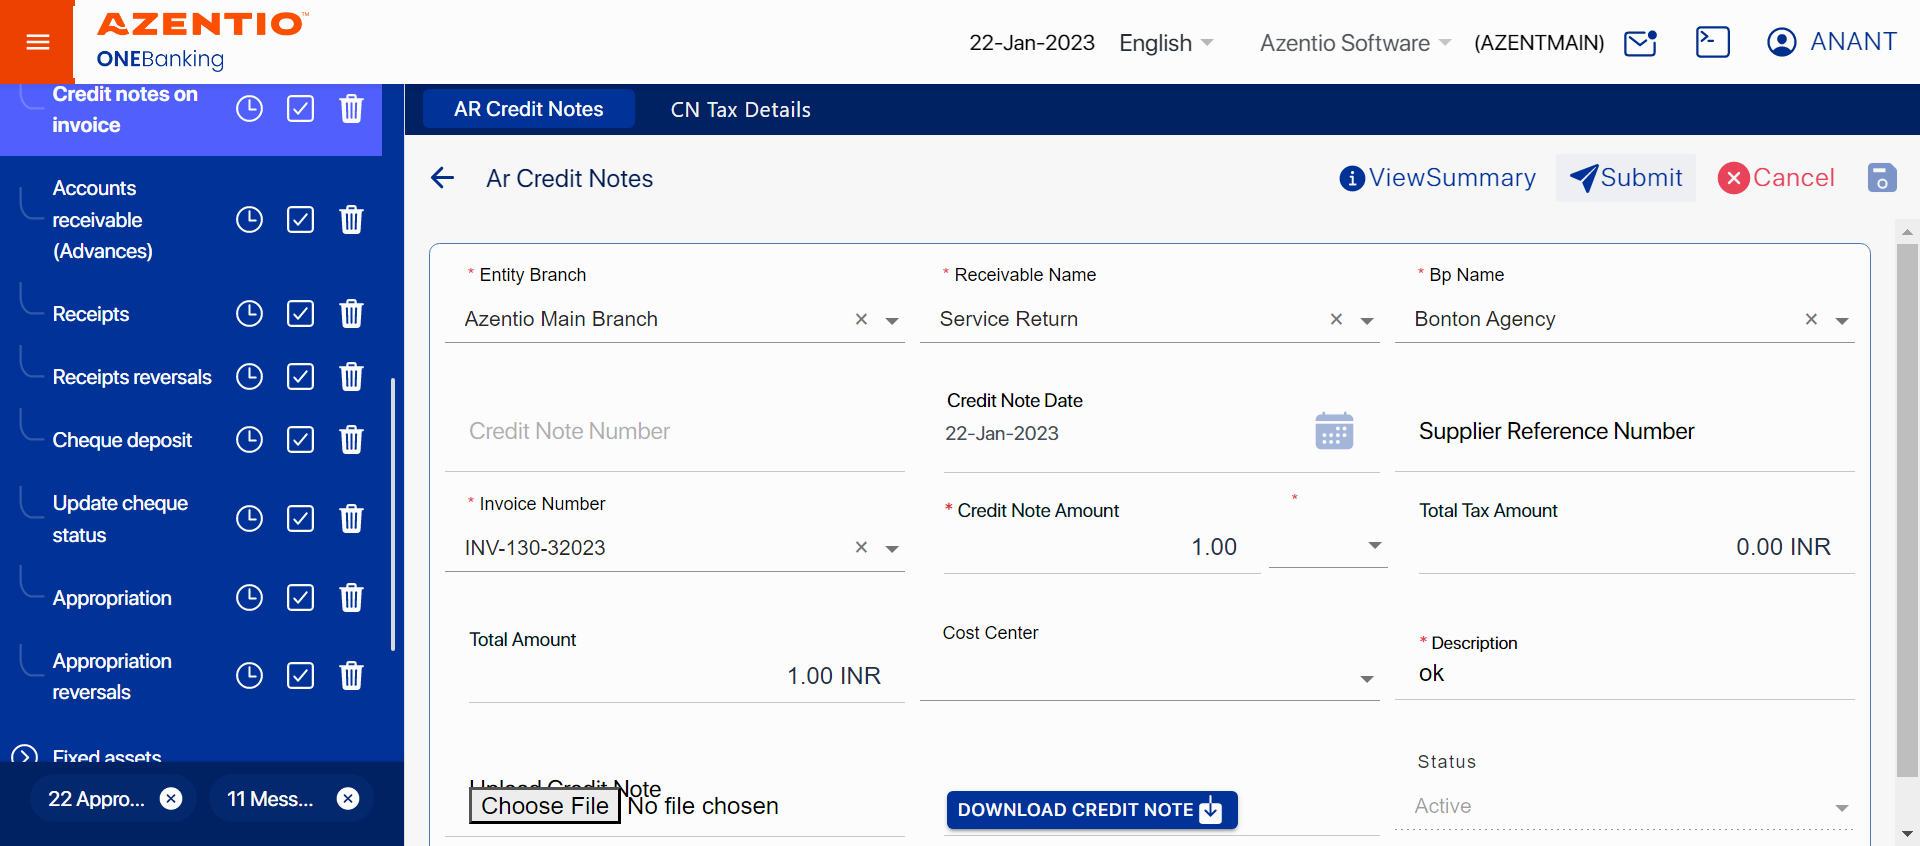 AZENTIO™
ONEBanking
22-Jan-2023 English Azentio Software (AZENTMAIN) ANANT
Credit notes on
invoice
Accounts
receivable
(Advances)
Receipts
Receipts reversals
Cheque deposit
Update cheque
status
Appropriation
Appropriation
reversals
Fixed assets
22 Appro...
11 Mess...
AR Credit Notes CN Tax Details
Ar Credit Notes
ViewSummary Submit Cancel
* Entity Branch
Azentio Main Branch
* Receivable Name
Service Return
* Bp Name
Bonton Agency
Credit Note Number
Credit Note Date
22-Jan-2023
Supplier Reference Number
* Invoice Number
INV-130-32023
* Credit Note Amount
1.00
*
Total Tax Amount
0.00 INR
Total Amount
1.00 INR
Cost Center
* Description
ok
Upload Credit Note
Choose File No file chosen
DOWNLOAD CREDIT NOTE
Status
Active